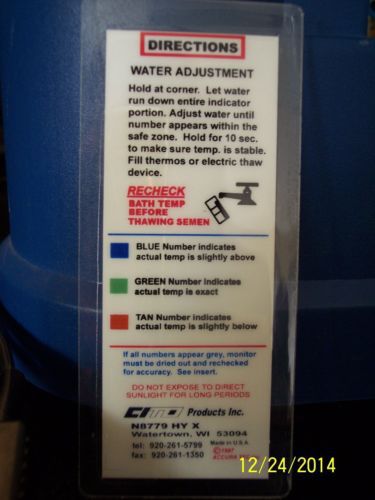 DIRECTIONS
WATER ADJUSTMENT
Hold at corner. Let water
run down entire indicator
portion. Adjust water until
number appears within the
safe zone. Hold for 10 sec.
to make sure temp. is stable.
Fill thermos or electric thaw
device.
RECHECK
BATH TEMP
BEFORE
THAWING SEMEN
BLUE Number indicates
actual temp is slightly above
GREEN Number indicates
actual temp is exact
TAN Number indicates
actual temp is slightly below
If all numbers appear grey, monitor
must be dried out and rechecked
for accuracy. See insert.
DO NOT EXPOSE TO DIRECT
SUNLIGHT FOR LONG PERIODS
CITO Products Inc.
N8779 HY X
Watertown, WI 53094
tel: 920-261-5799 Made in U.S.A.
fax: 920-261-1350 ©1997
12/24/2014